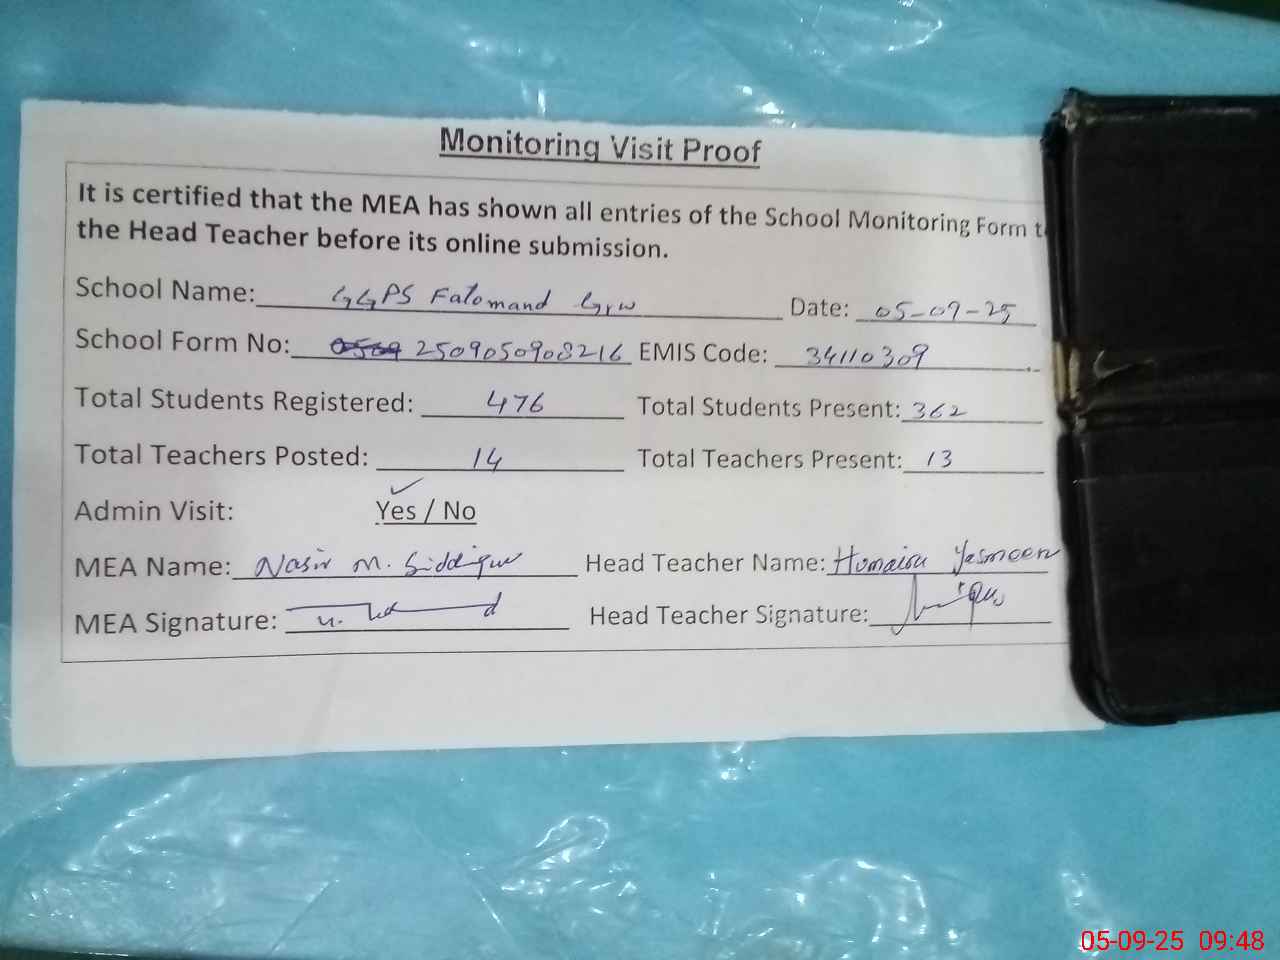 Monitoring Visit Proof
It is certified that the MEA has shown all entries of the School Monitoring Form t
the Head Teacher before its online submission.
School Name: GGPS Fatomand Grw Date: 05-09-25
School Form No: 2509050908216 EMIS Code: 34110309
Total Students Registered: 476 Total Students Present: 362
Total Teachers Posted: 14 Total Teachers Present: 13
Admin Visit: Yes / No
MEA Name: Nasir M. Siddique Head Teacher Name: Humaira Yasmeen
MEA Signature: Head Teacher Signature:
05-09-25 09:48